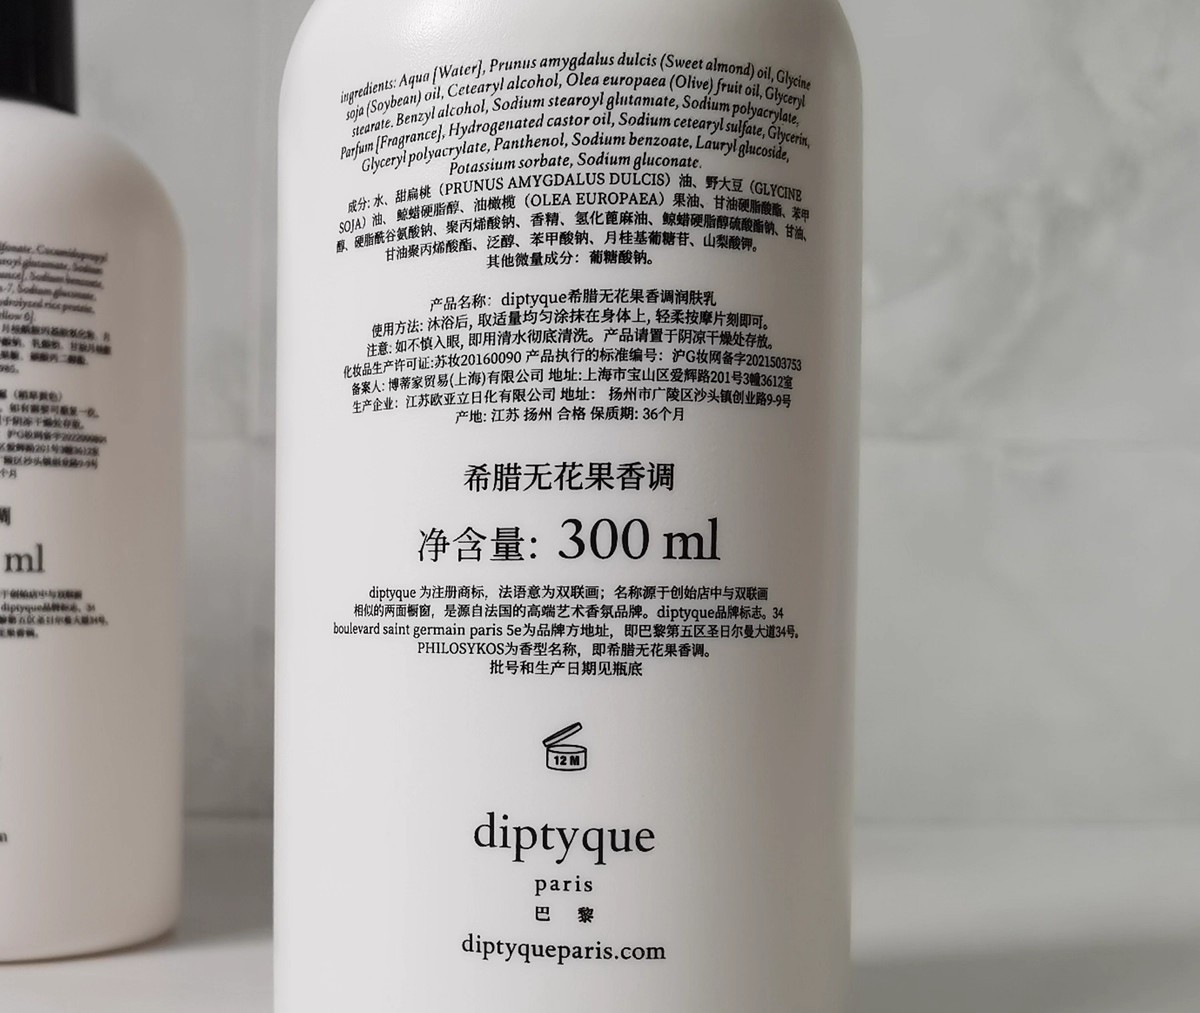 ingredients: Aqua [Water], Prunus amygdalus dulcis (Sweet almond) oil, Glycine
soja (Soybean) oil, Cetearyl alcohol, Olea europaea (Olive) fruit oil, Glyceryl
stearate. Benzyl alcohol, Sodium stearoyl glutamate, Sodium polyacrylate,
Parfum [Fragrance], Hydrogenated castor oil, Sodium cetearyl sulfate, Glycerin,
Glyceryl polyacrylate, Panthenol, Sodium benzoate, Lauryl glucoside,
Potassium sorbate, Sodium gluconate.
成分: 水、甜扁桃（PRUNUS AMYGDALUS DULCIS）油、野大豆（GLYCINE
SOJA）油、鲸蜡硬脂醇、油橄榄（OLEA EUROPAEA）果油、甘油硬脂酸酯、苯甲
醇、硬脂酰谷氨酸钠、聚丙烯酸钠、香精、氢化蓖麻油、鲸蜡硬脂醇硫酸酯钠、甘油、
甘油聚丙烯酸酯、泛醇、苯甲酸钠、月桂基葡糖苷、山梨酸钾。
其他微量成分：葡糖酸钠。
产品名称：diptyque希腊无花果香调润肤乳
使用方法: 沐浴后, 取适量均匀涂抹在身体上, 轻柔按摩片刻即可。
注意: 如不慎入眼, 即用清水彻底清洗。产品请置于阴凉干燥处存放。
化妆品生产许可证:苏妆20160090 产品执行的标准编号：沪G妆网备字2021503753
备案人: 博蒂家贸易(上海)有限公司 地址:上海市宝山区爱辉路201号3幢3612室
生产企业：江苏欧亚立日化有限公司 地址：扬州市广陵区沙头镇创业路9-9号
产地: 江苏 扬州 合格 保质期: 36个月
希腊无花果香调
净含量: 300 ml
diptyque 为注册商标，法语意为双联画；名称源于创始店中与双联画
相似的两面橱窗，是源自法国的高端艺术香氛品牌。diptyque品牌标志。34
boulevard saint germain paris 5e为品牌方地址，即巴黎第五区圣日尔曼大道34号。
PHILOSYKOS为香型名称，即希腊无花果香调。
批号和生产日期见瓶底
12 M
diptyque
paris
巴 黎
diptyqueparis.com
ml